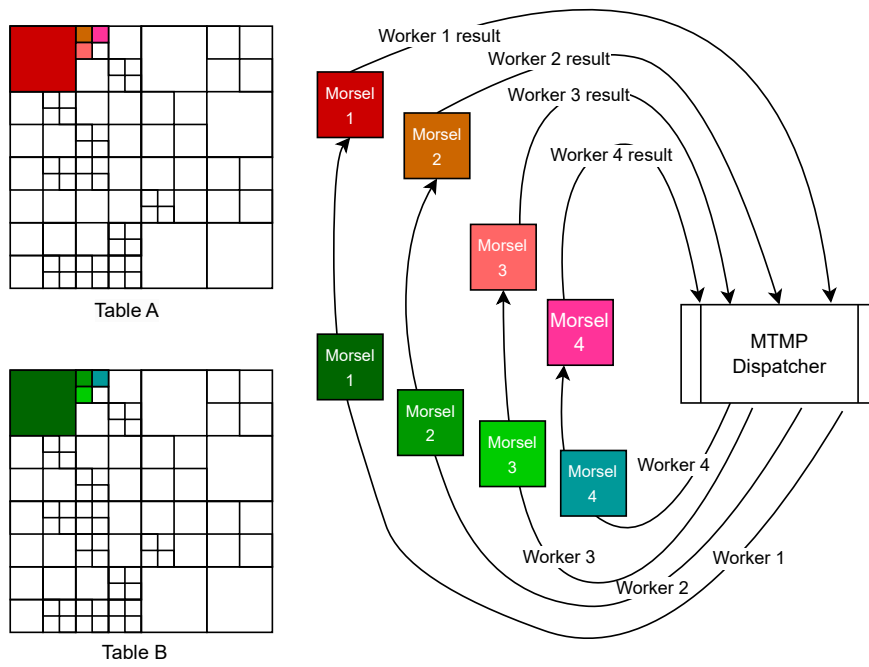 Worker 1 result
Worker 2 result
Worker 3 result
Worker 4 result
Morsel
1
Morsel
2
Morsel
3
Morsel
4
Table A
MTMP
Dispatcher
Morsel
1
Morsel
2
Morsel
3
Morsel
4
Worker 4
Worker 3
Worker 1
Worker 2
Table B